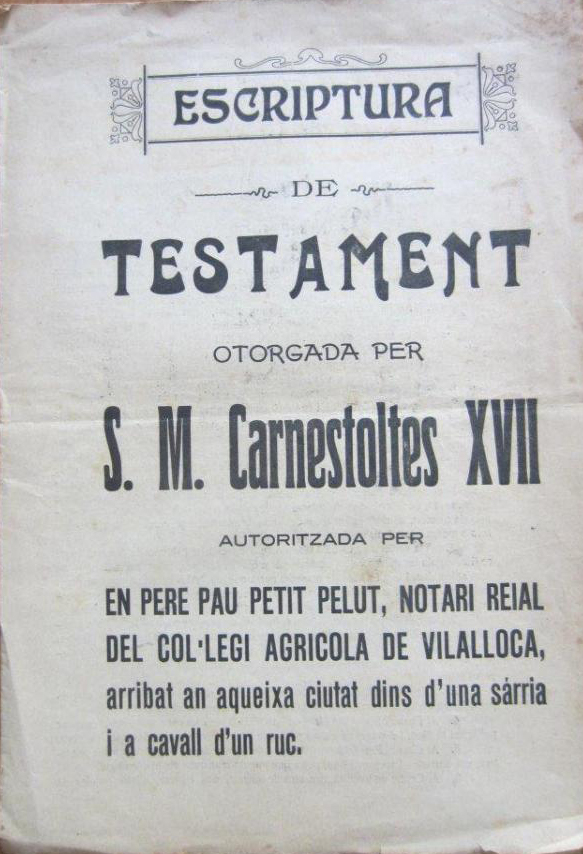 ESCRIPTURA
DE
TESTAMENT
OTORGADA PER
S. M. Carnestoltes XVII
AUTORITZADA PER
EN PERE PAU PETIT PELUT, NOTARI REIAL
DEL COL·LEGI AGRICOLA DE VILALLOCA,
arribat an aqueixa ciutat dins d'una sárria
i a cavall d'un ruc.